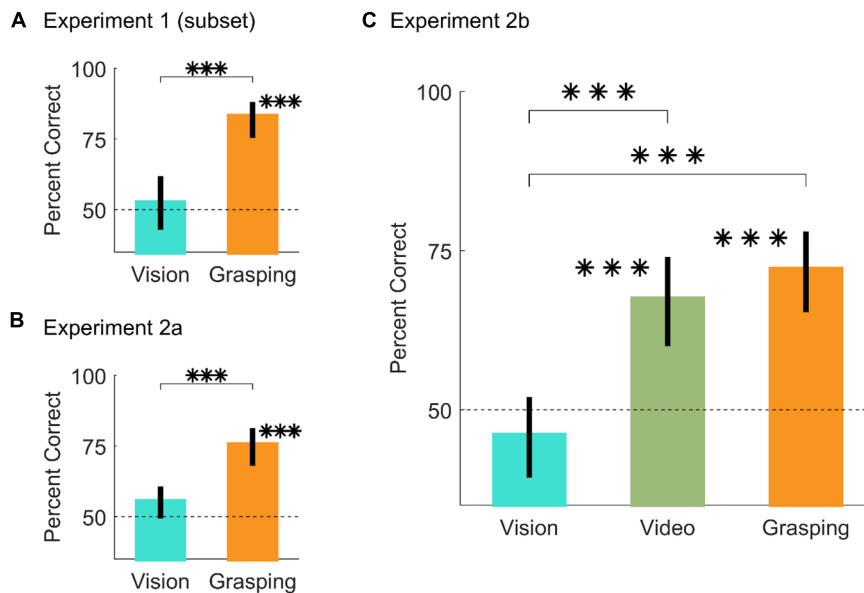 A Experiment 1 (subset)
***
***
100
75
50
Percent Correct
Vision Grasping
B Experiment 2a
***
***
100
75
50
Percent Correct
Vision Grasping
C Experiment 2b
100
75
50
Percent Correct
* * *
* * *
* * *
* * *
Vision Video Grasping